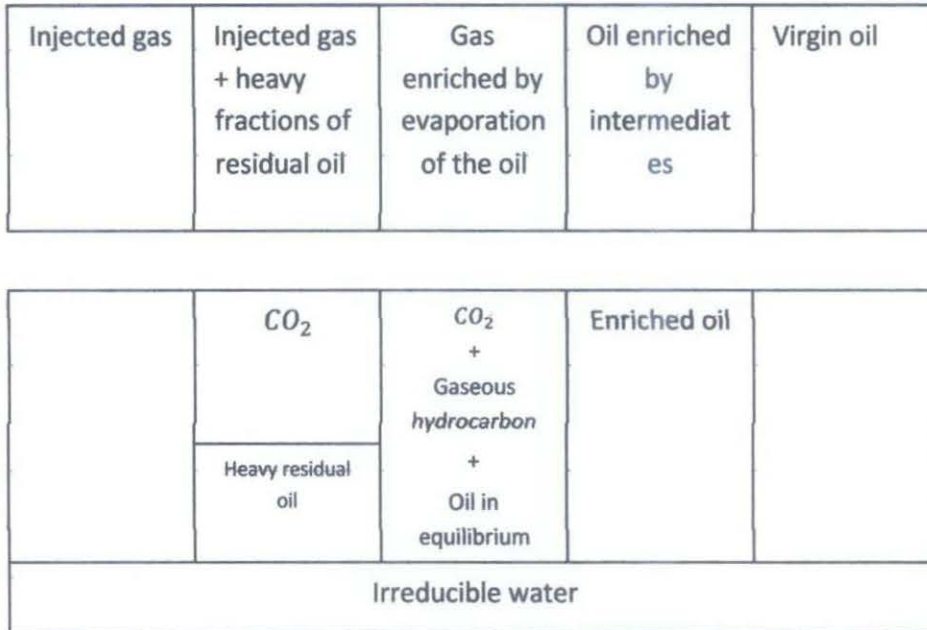 Injected gas
Injected gas
+ heavy
fractions of
residual oil
Gas
enriched by
evaporation
of the oil
Oil enriched
by
intermediat
es
Virgin oil
CO₂
Heavy residual
oil
CO₂
+
Gaseous
hydrocarbon
+
Oil in
equilibrium
Enriched oil
Irreducible water